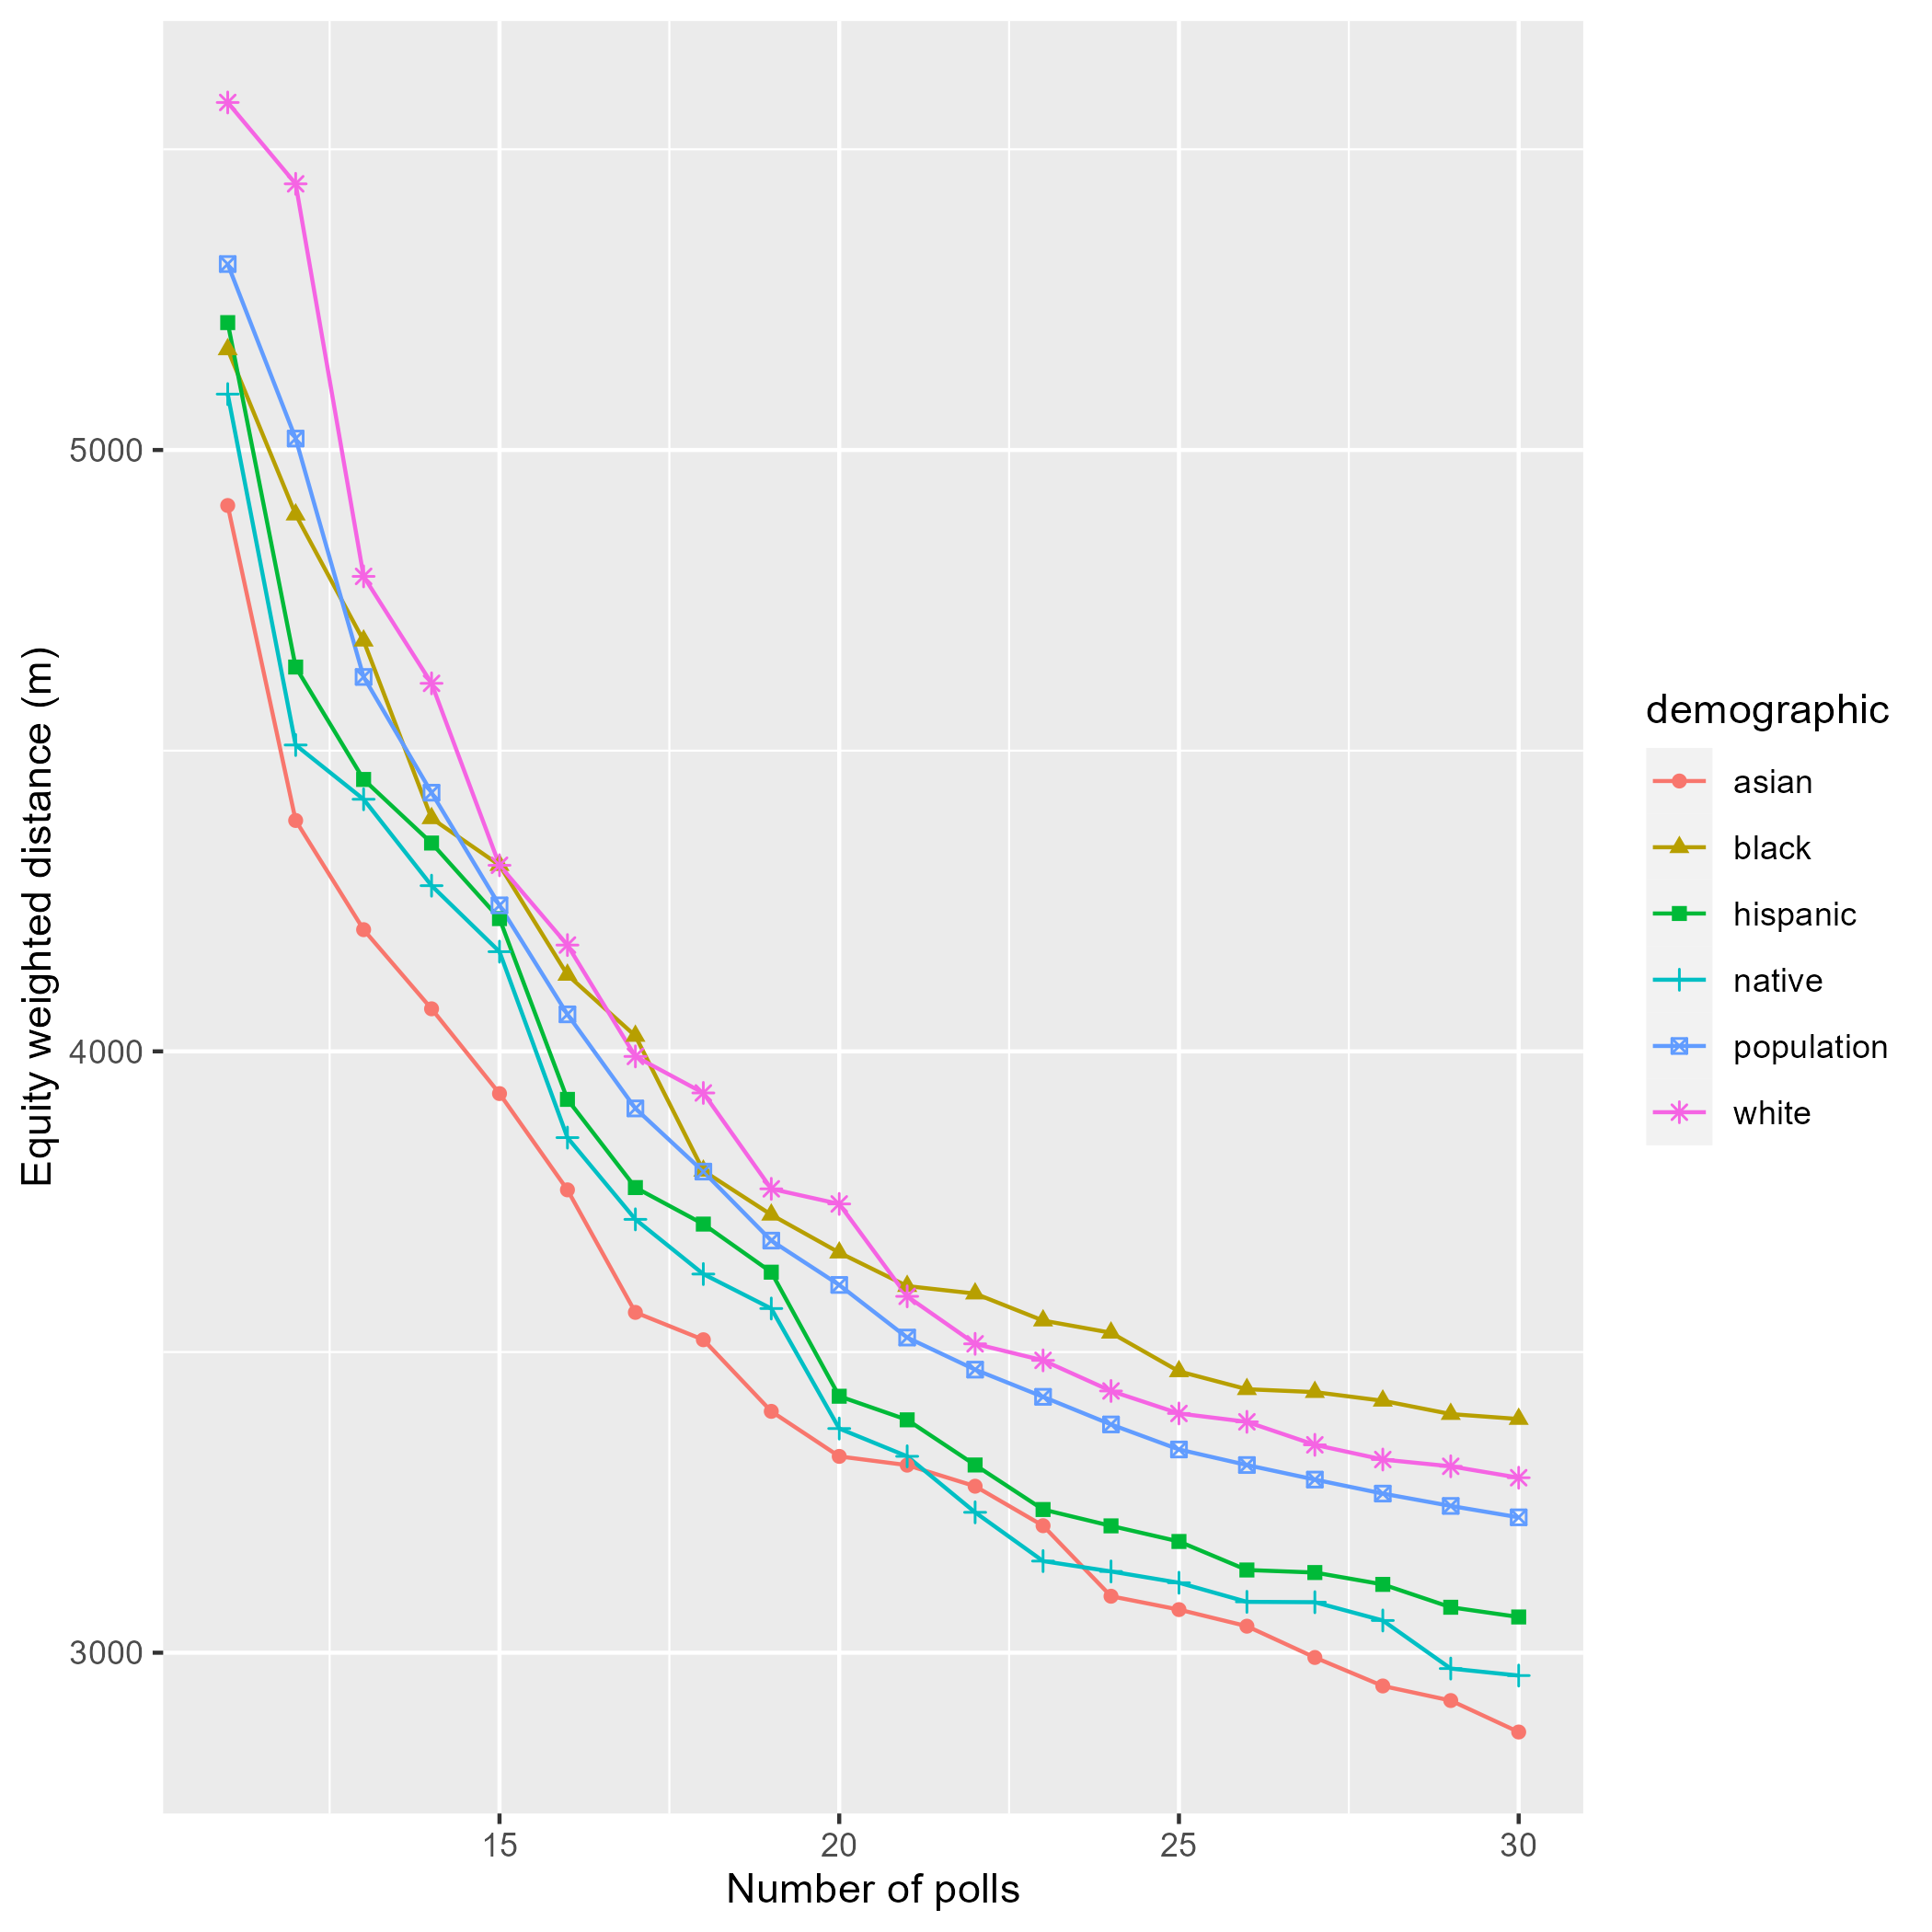 Equity weighted distance (m)
5000
4000
3000
15 20 25 30
Number of polls
demographic
asian
black
hispanic
native
population
white